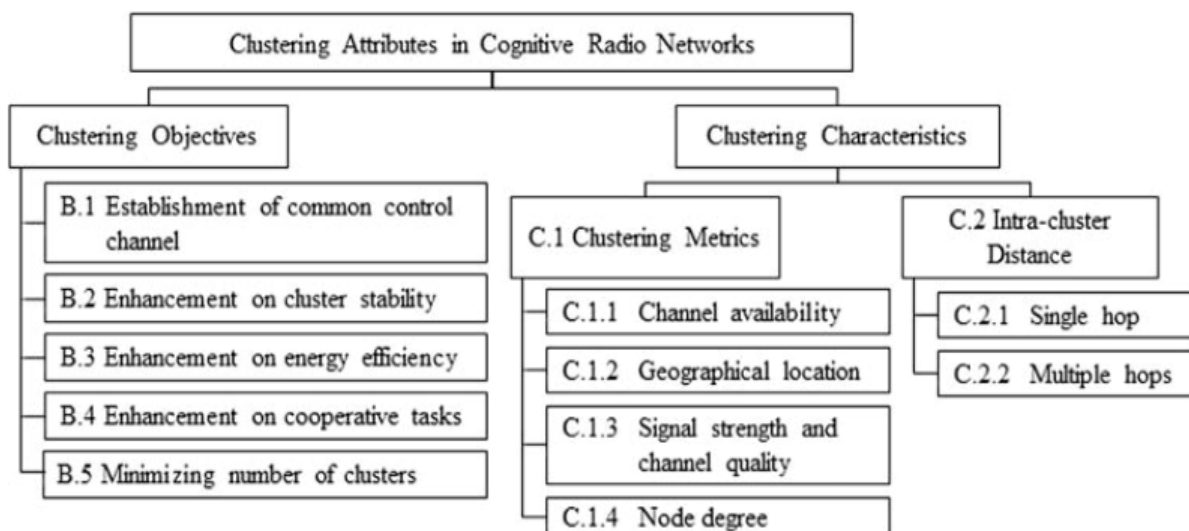 Clustering Attributes in Cognitive Radio Networks
Clustering Objectives
B.1 Establishment of common control
channel
B.2 Enhancement on cluster stability
B.3 Enhancement on energy efficiency
B.4 Enhancement on cooperative tasks
B.5 Minimizing number of clusters
Clustering Characteristics
C.1 Clustering Metrics
C.1.1 Channel availability
C.1.2 Geographical location
C.1.3 Signal strength and
channel quality
C.1.4 Node degree
C.2 Intra-cluster
Distance
C.2.1 Single hop
C.2.2 Multiple hops